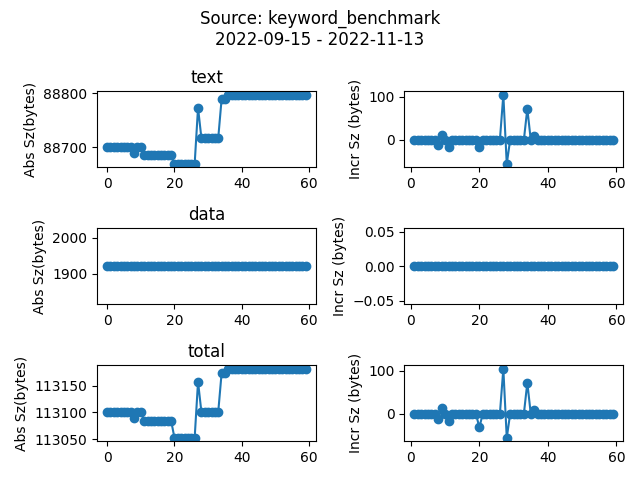 Source: keyword_benchmark
2022-09-15 - 2022-11-13
text
Abs Sz(bytes)
88800
88700
0 20 40 60
Incr Sz (bytes)
100
0
0 20 40 60
data
Abs Sz(bytes)
2000
1900
0 20 40 60
Incr Sz (bytes)
0.05
0.00
−0.05
0 20 40 60
total
Abs Sz(bytes)
113150
113100
113050
0 20 40 60
Incr Sz (bytes)
100
0
0 20 40 60